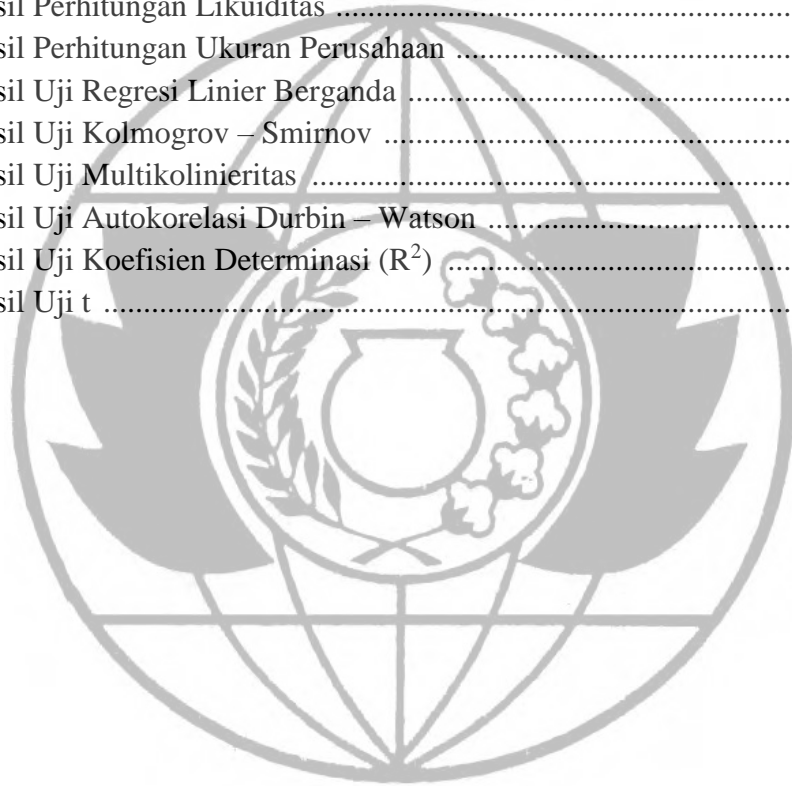 sil Perhitungan Likuiditas ........................................................................
sil Perhitungan Ukuran Perusahaan ....................................................
sil Uji Regresi Linier Berganda ...........................................................
sil Uji Kolmogrov – Smirnov ..............................................................
sil Uji Multikolinieritas .........................................................................
sil Uji Autokorelasi Durbin – Watson ................................................
sil Uji Koefisien Determinasi (R²) .....................................................
sil Uji t .....................................................................................................